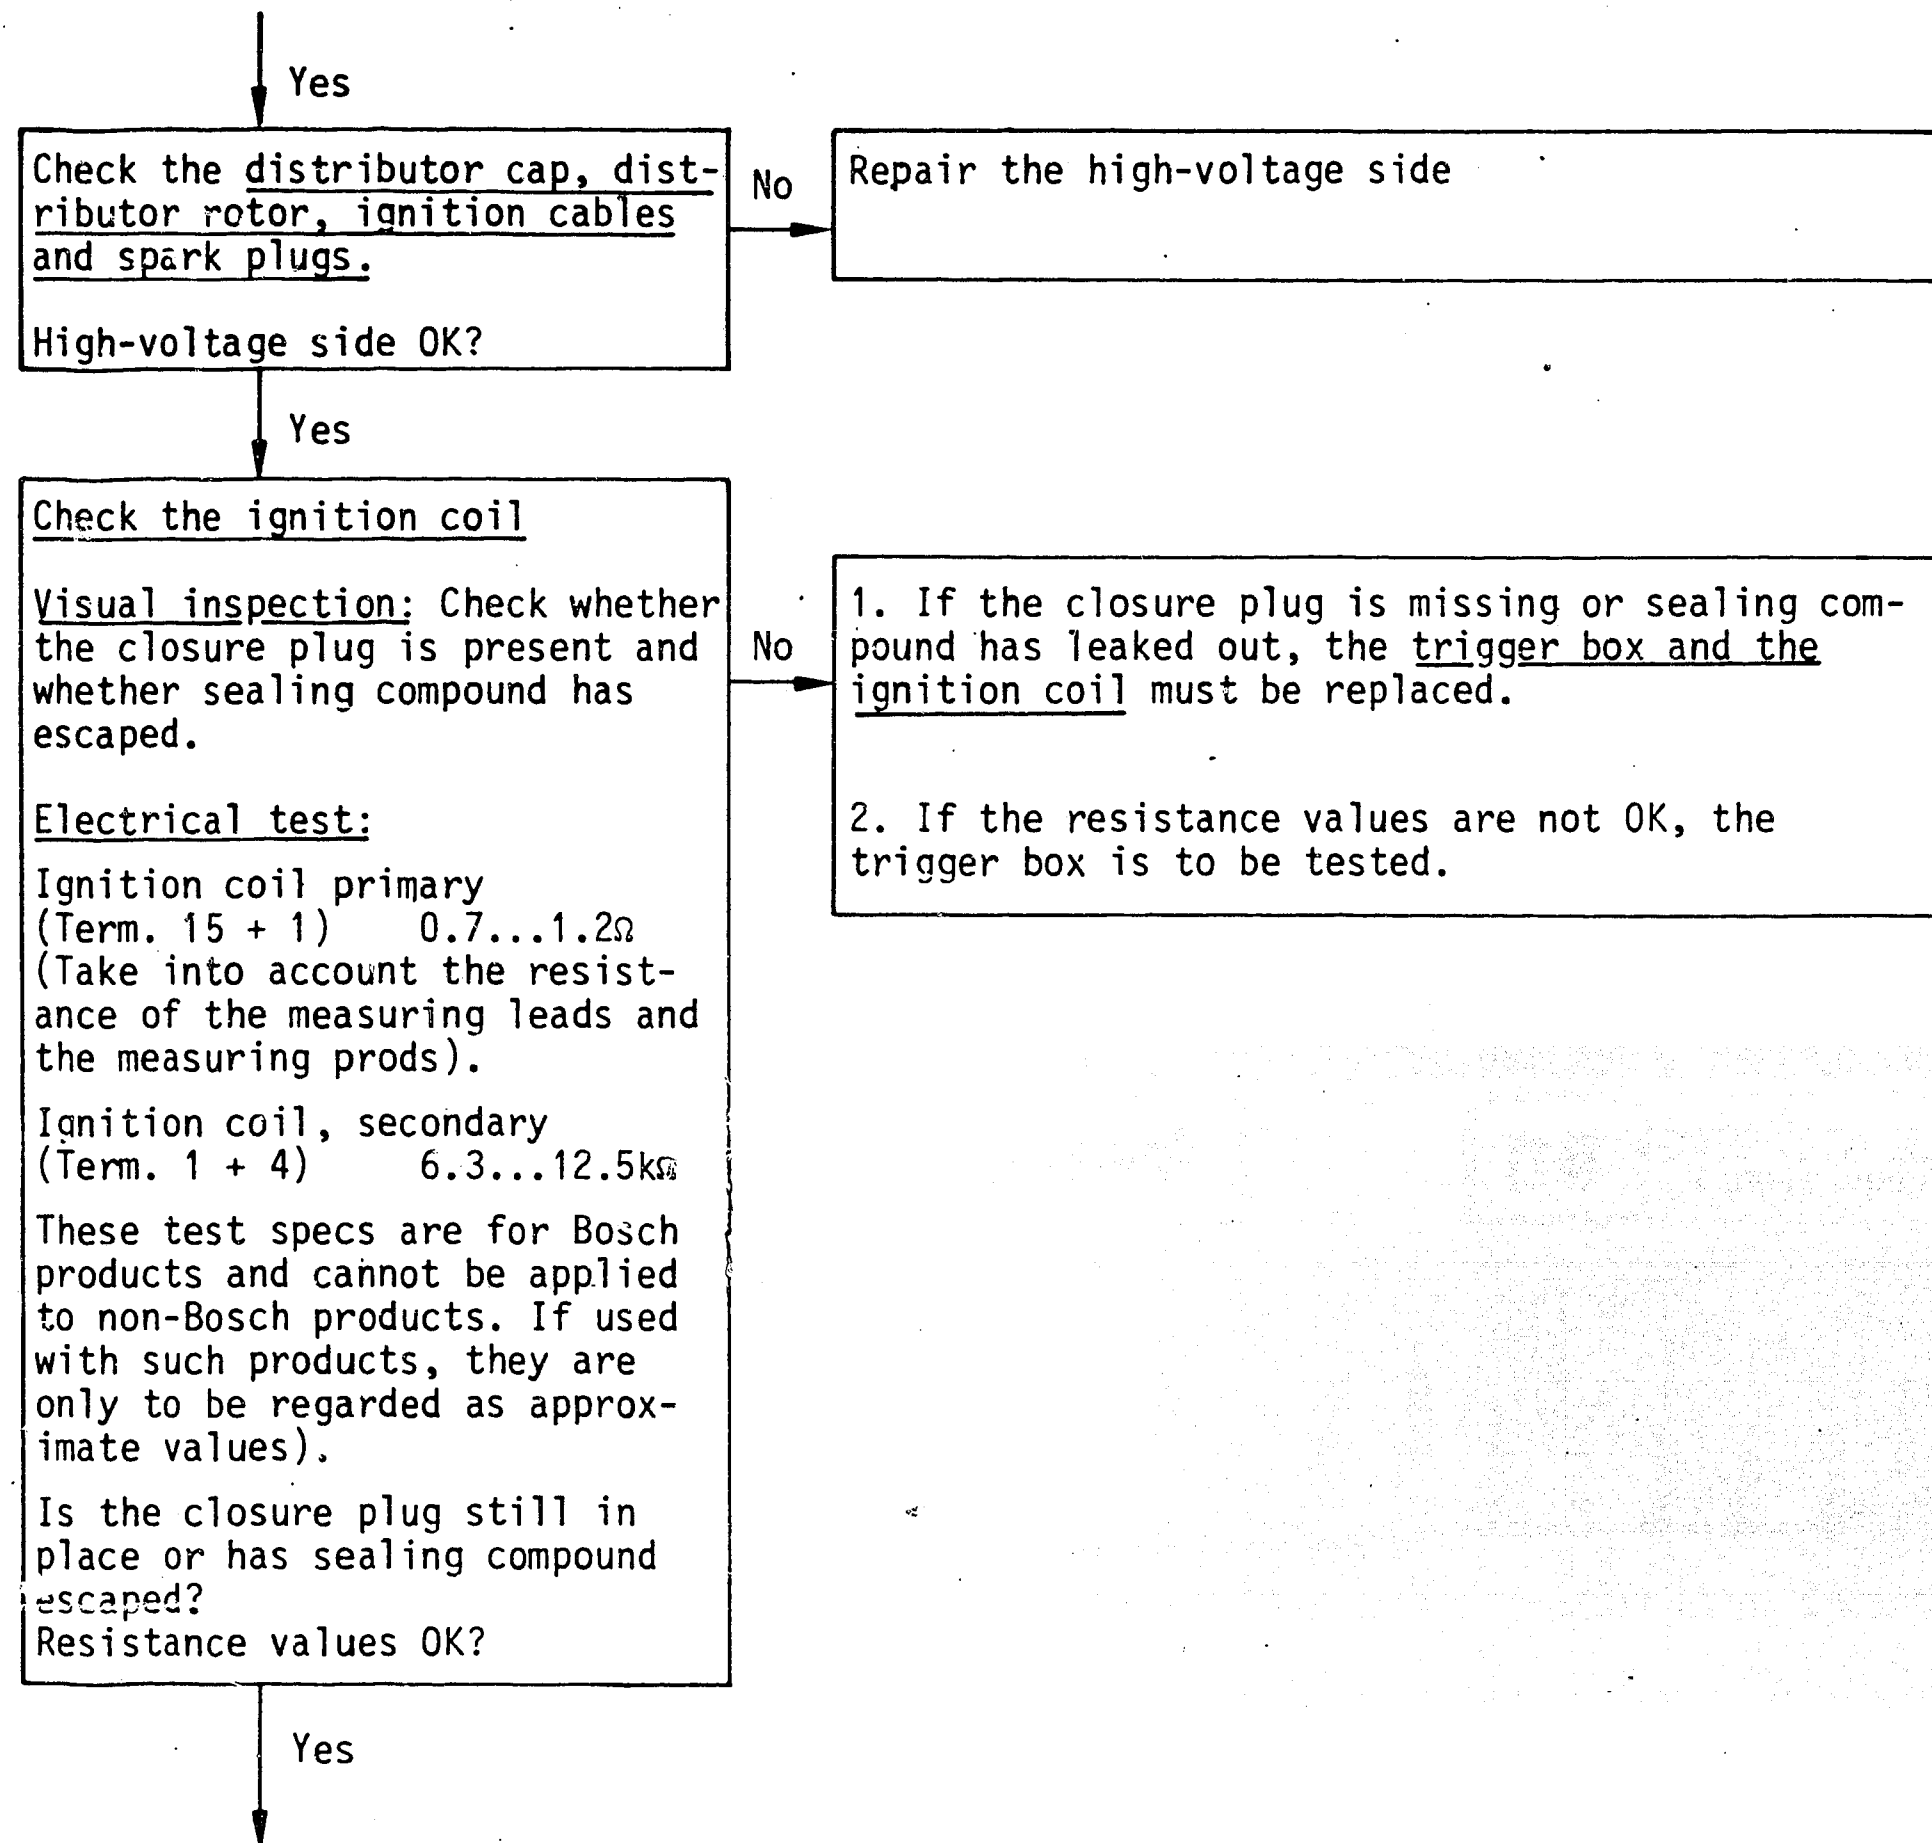 Yes
Check the distributor cap, dist-
ributor rotor, ignition cables
and spark plugs.
High-voltage side OK?
No
Repair the high-voltage side
Yes
Check the ignition coil
Visual inspection: Check whether
the closure plug is present and
whether sealing compound has
escaped.
Electrical test:
Ignition coil primary
(Term. 15 + 1) 0.7...1.2Ω
(Take into account the resist-
ance of the measuring leads and
the measuring prods).
Ignition coil, secondary
(Term. 1 + 4) 6.3...12.5kΩ
These test specs are for Bosch
products and cannot be applied
to non-Bosch products. If used
with such products, they are
only to be regarded as approx-
imate values).
Is the closure plug still in
place or has sealing compound
escaped?
Resistance values OK?
No
1. If the closure plug is missing or sealing com-
pound has leaked out, the trigger box and the
ignition coil must be replaced.
2. If the resistance values are not OK, the
trigger box is to be tested.
Yes